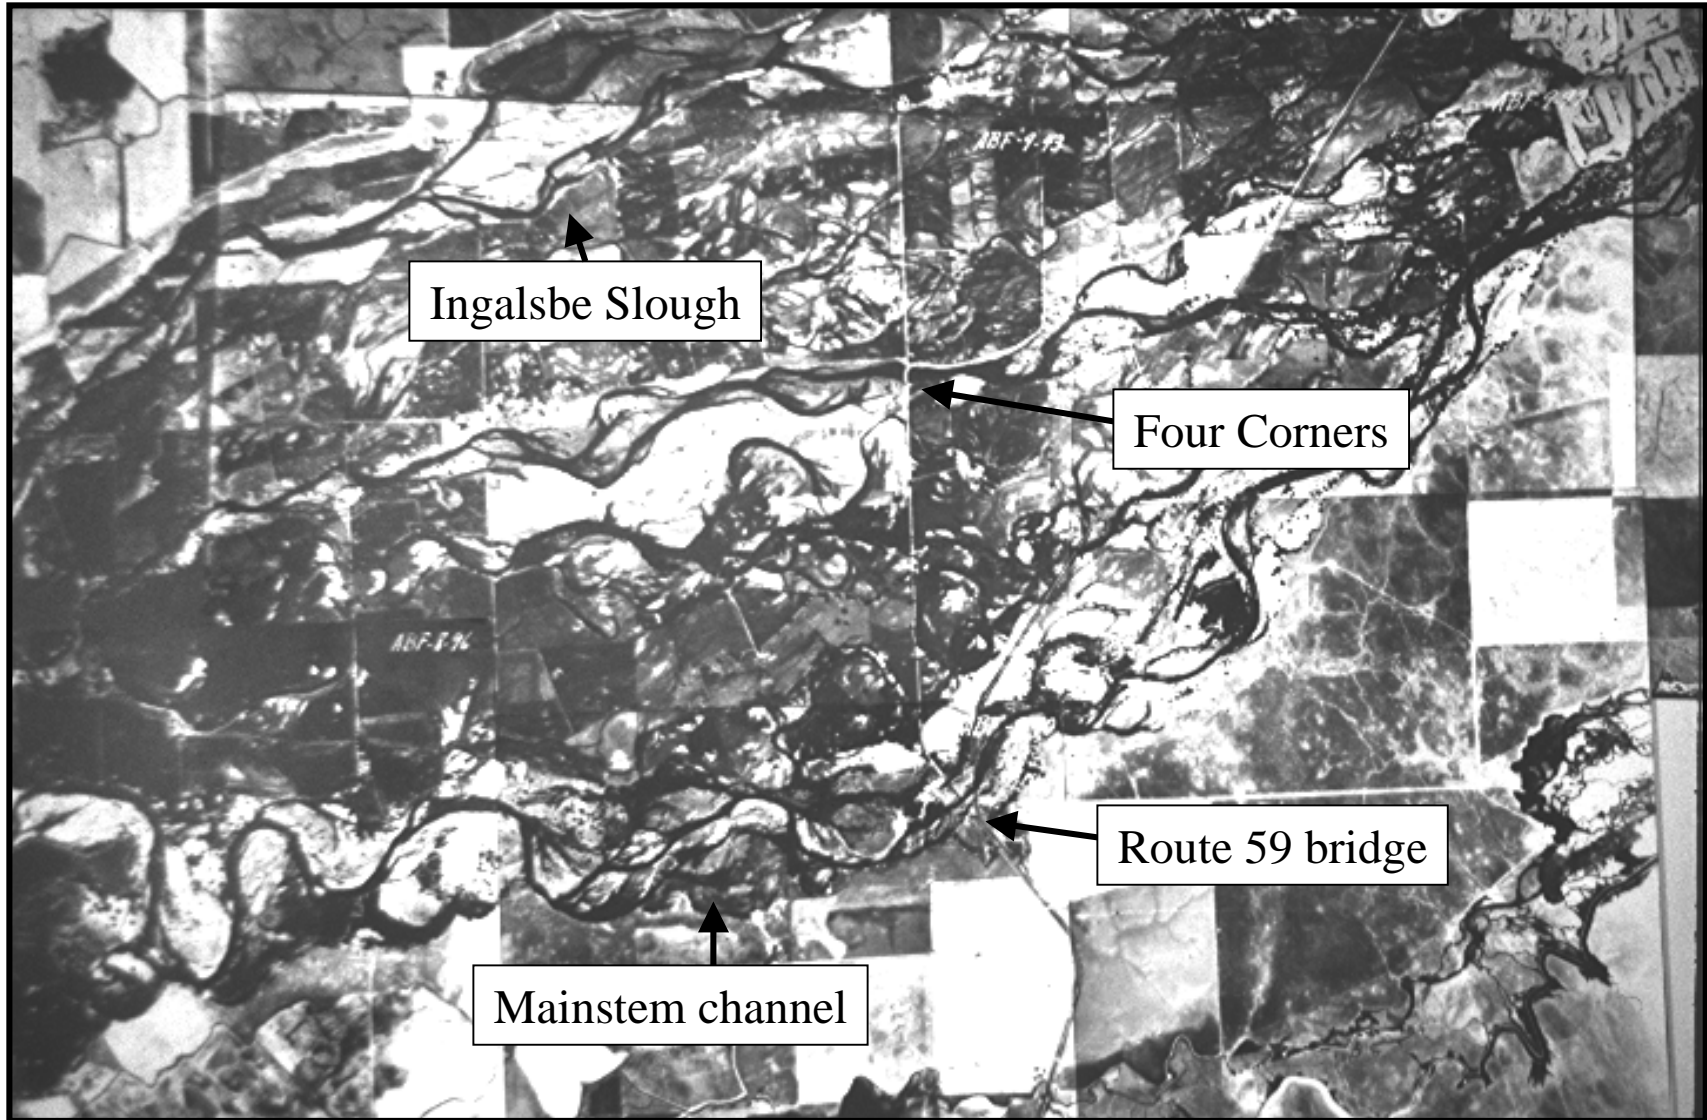 ABF-9-93
Ingalsbe Slough
Four Corners
ABF-8-96
Route 59 bridge
Mainstem channel